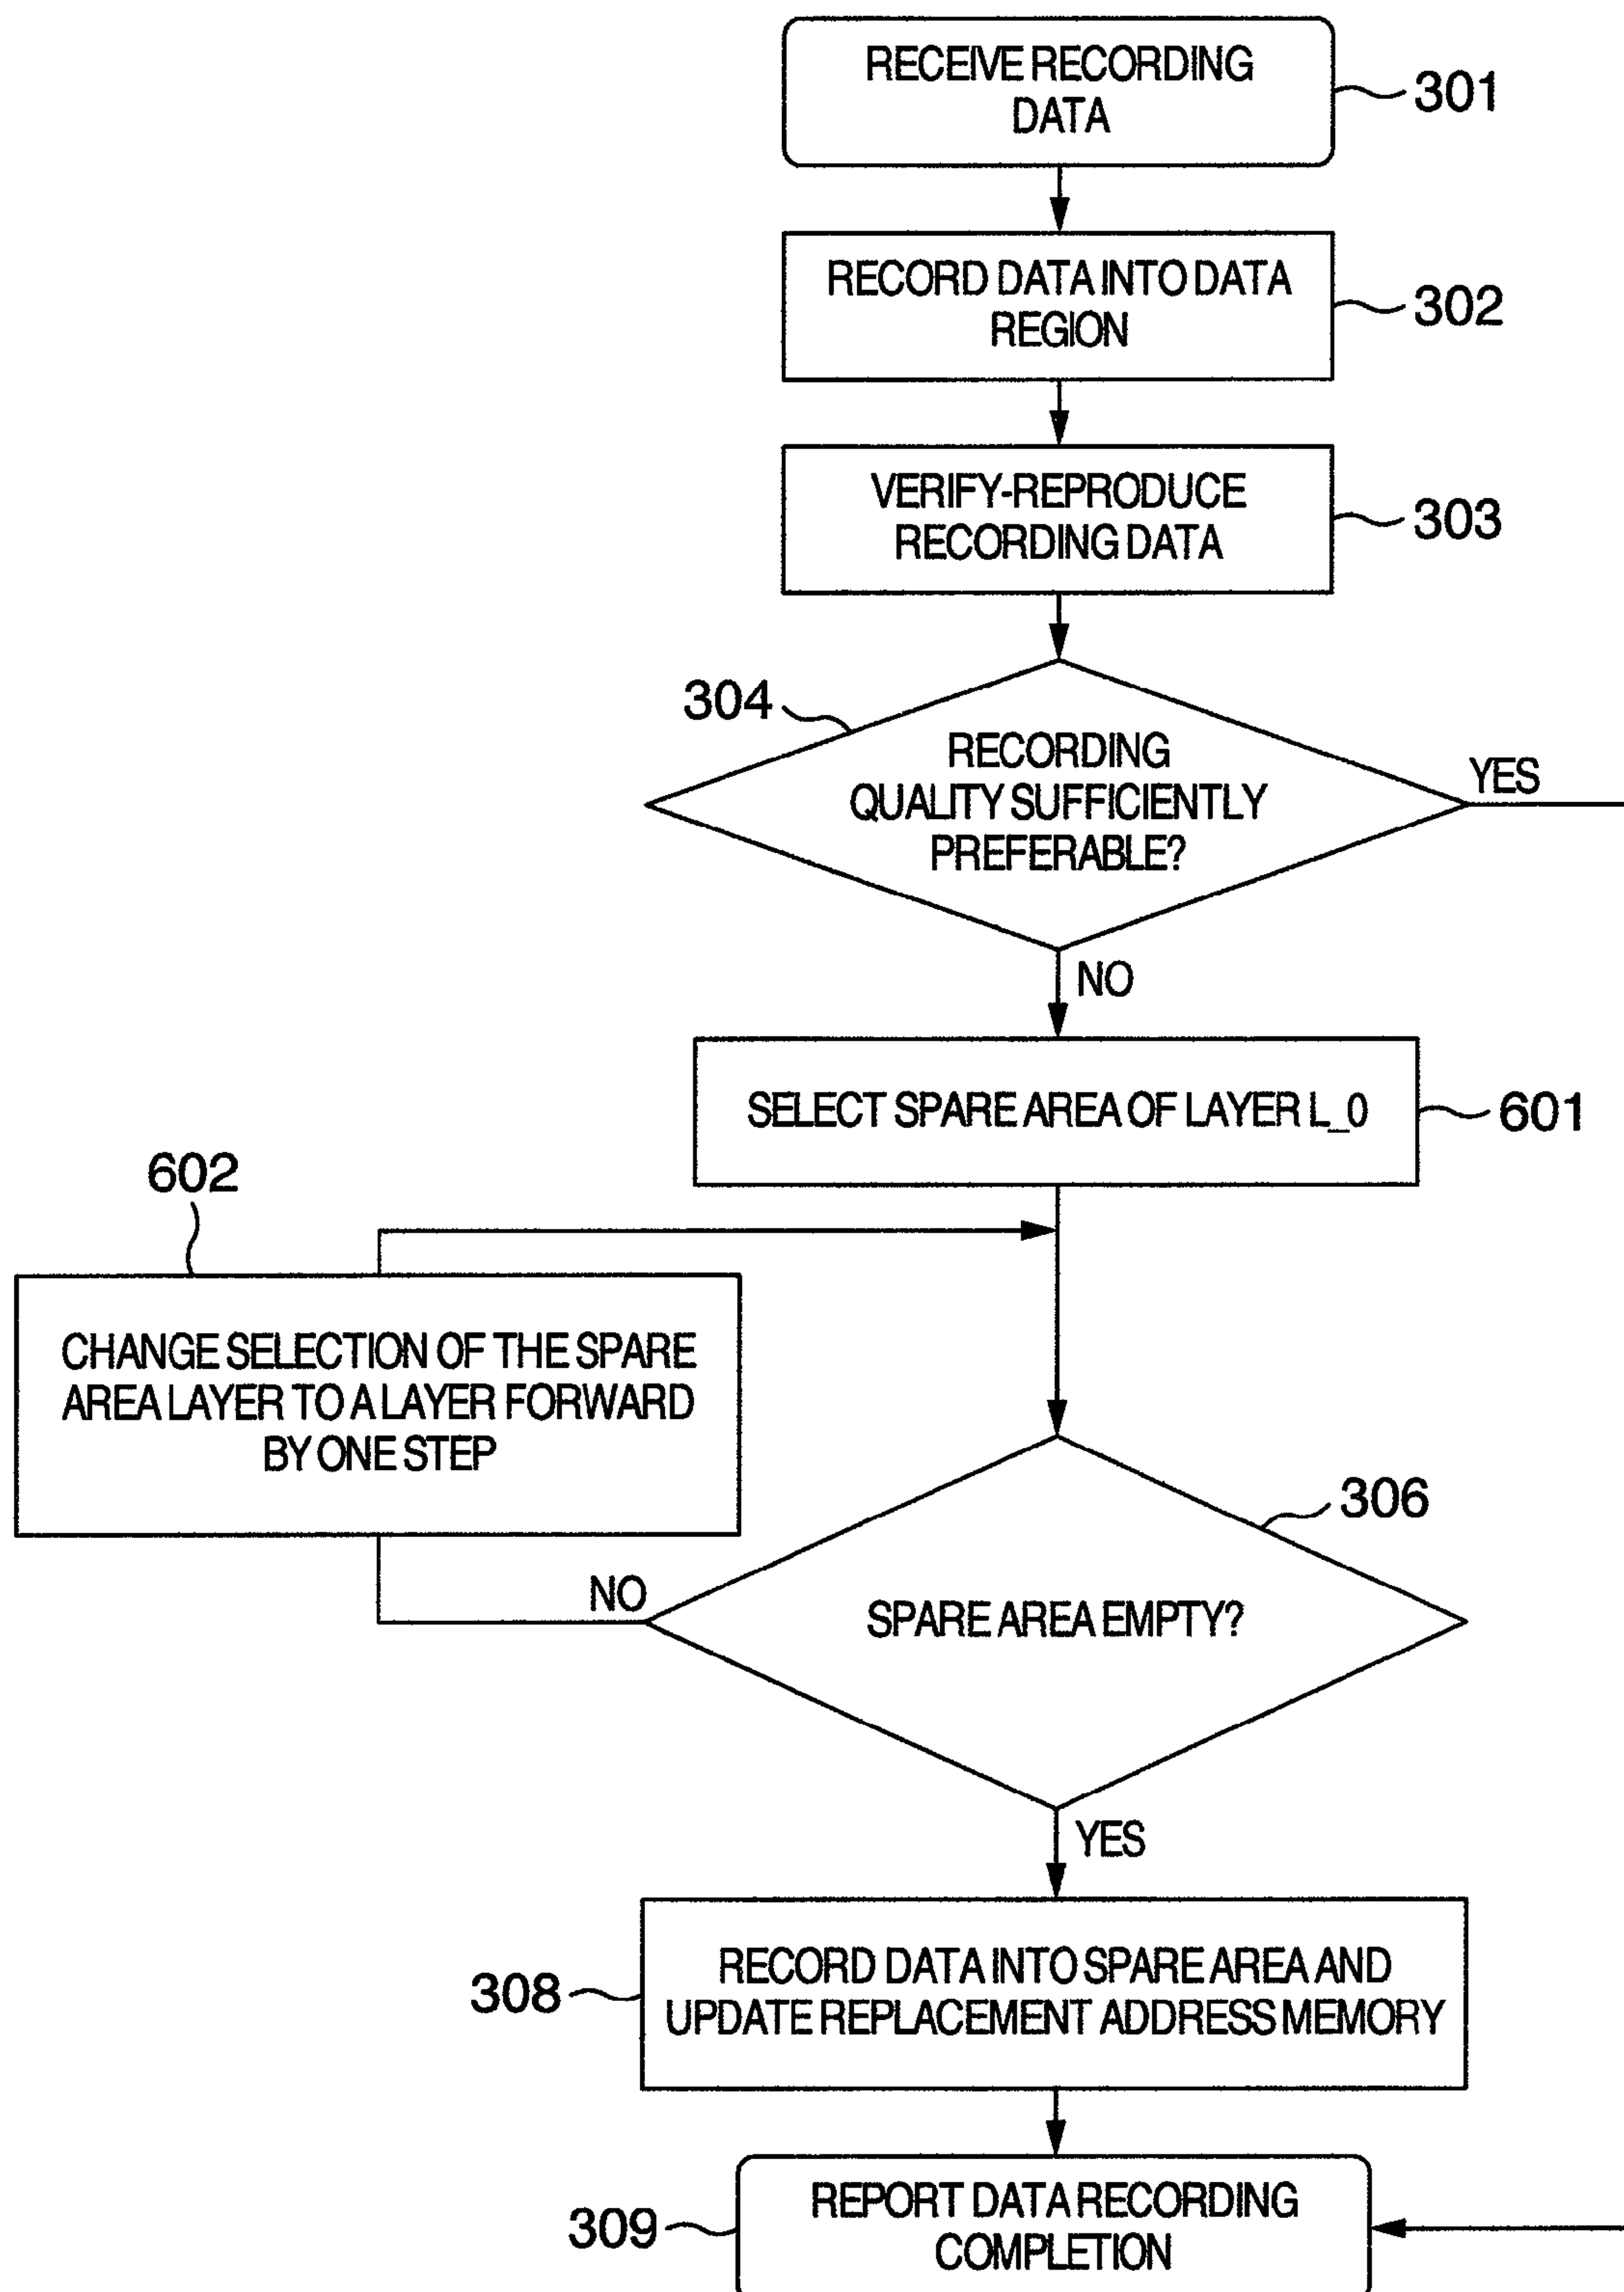 RECEIVE RECORDING
DATA
301
RECORD DATA INTO DATA
REGION
302
VERIFY-REPRODUCE
RECORDING DATA
303
304
RECORDING
QUALITY SUFFICIENTLY
PREFERABLE?
YES
NO
SELECT SPARE AREA OF LAYER L_0
601
602
CHANGE SELECTION OF THE SPARE
AREA LAYER TO A LAYER FORWARD
BY ONE STEP
306
NO
SPARE AREA EMPTY?
YES
308
RECORD DATA INTO SPARE AREA AND
UPDATE REPLACEMENT ADDRESS MEMORY
309
REPORT DATA RECORDING
COMPLETION